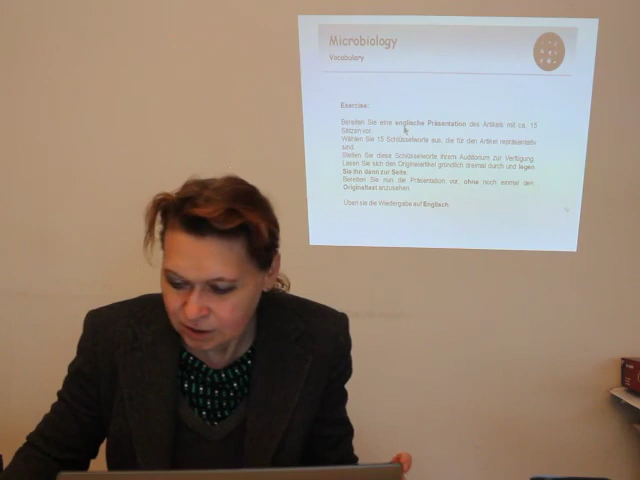 Microbiology
Vocabulary
Exercise:
Bereiten Sie eine englische Präsentation des Artikels mit ca. 15
Sätzen vor.
Wählen Sie 15 Schlüsselworte aus, die für den Artikel repräsentativ
sind.
Stellen Sie diese Schlüsselworte Ihrem Auditorium zur Verfügung.
Lesen Sie sich den Originalartikel gründlich dreimal durch und legen
Sie ihn dann zur Seite.
Bereiten Sie nun die Präsentation vor, ohne noch einmal den
Originaltext anzusehen.
Üben sie die Wiedergabe auf Englisch.